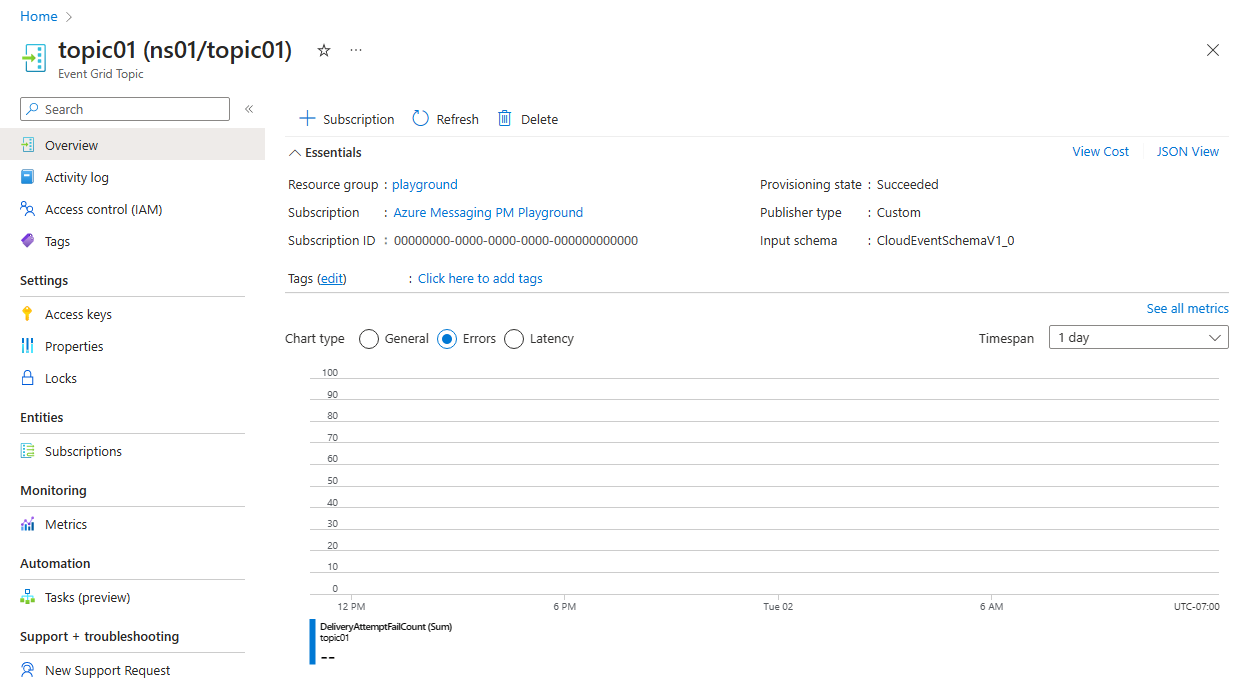 Home
topic01 (ns01/topic01)
Event Grid Topic
Search
Overview
Activity log
Access control (IAM)
Tags
Settings
Access keys
Properties
Locks
Entities
Subscriptions
Monitoring
Metrics
Automation
Tasks (preview)
Support + troubleshooting
New Support Request
Subscription Refresh Delete
Essentials View Cost JSON View
Resource group : playground
Subscription : Azure Messaging PM Playground
Subscription ID : 00000000-0000-0000-0000-000000000000
Provisioning state : Succeeded
Publisher type : Custom
Input schema : CloudEventSchemaV1_0
Tags (edit) : Click here to add tags
See all metrics
Chart type General Errors Latency Timespan 1 day
100
90
80
70
60
50
40
30
20
10
0
12 PM 6 PM Tue 02 6 AM UTC-07:00
DeliveryAttemptFailCount (Sum)
topic01
--